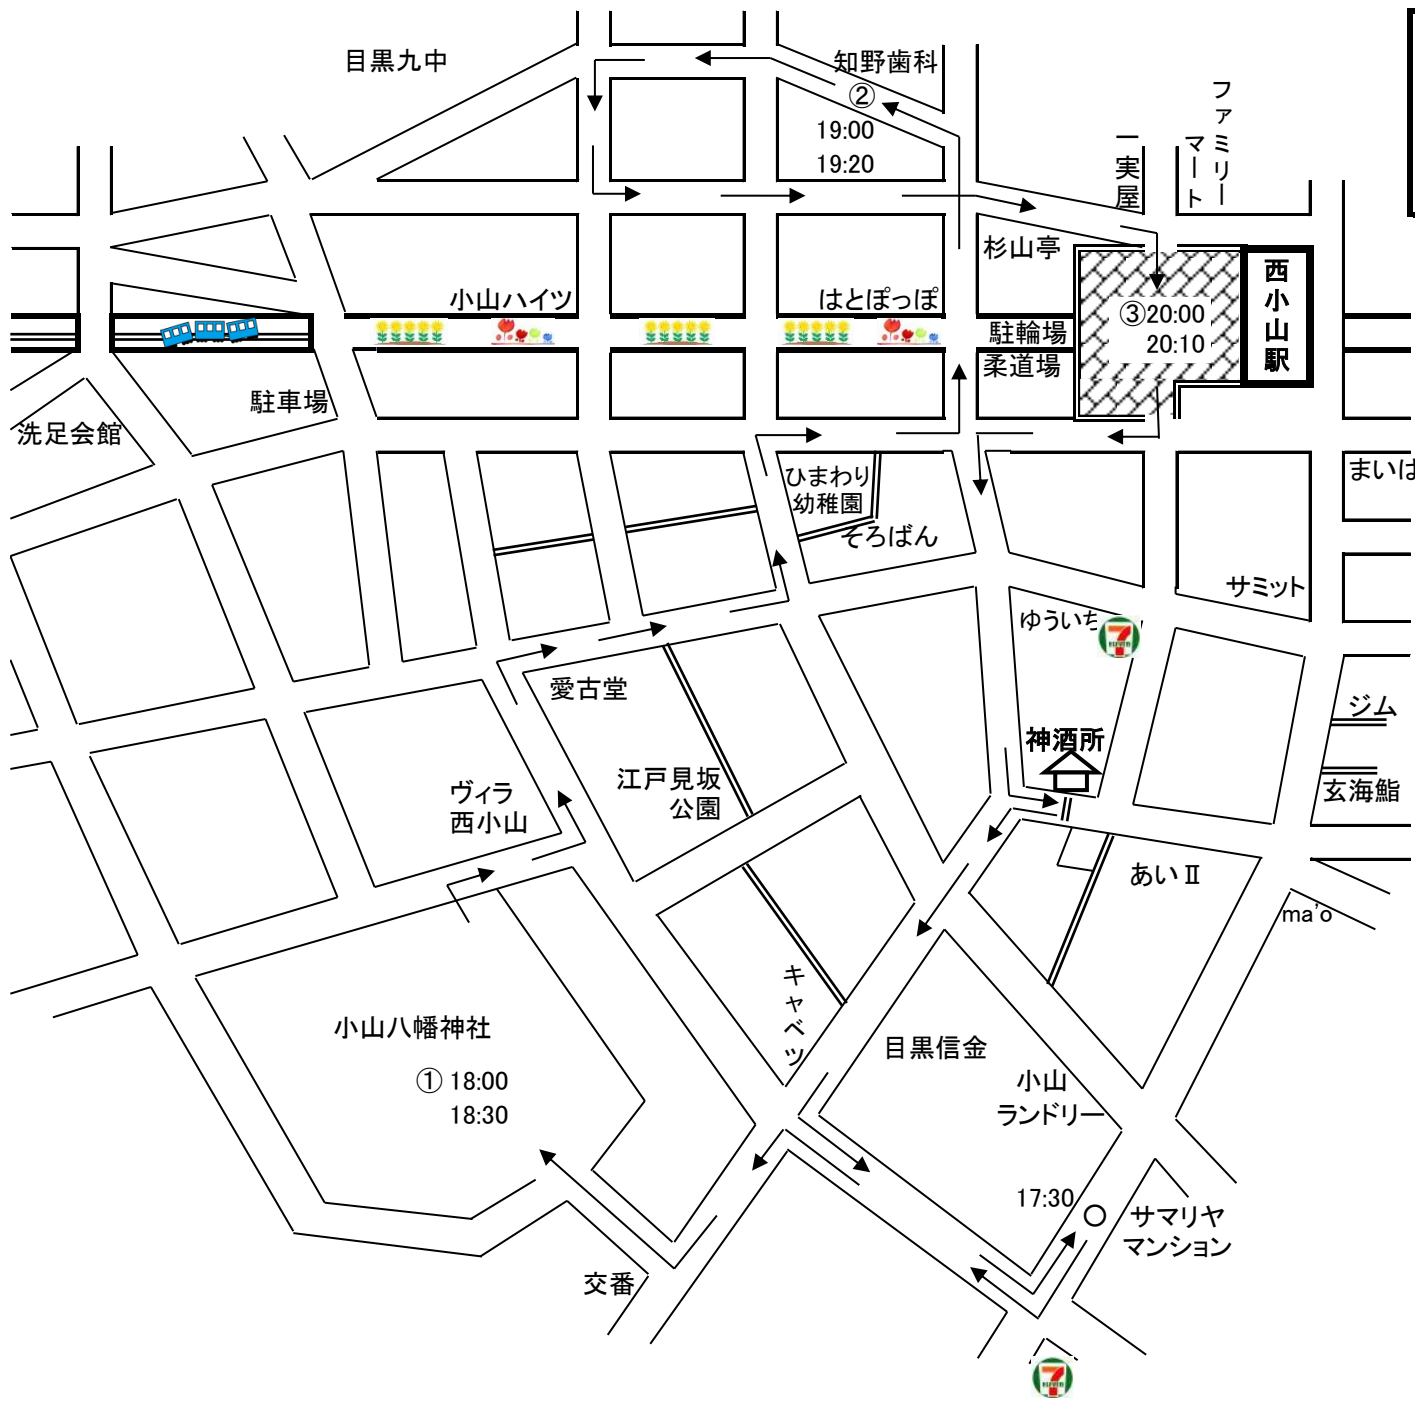 目黒九中
知野歯科
②
19:00
19:20
ファミリー
マート
一実屋
杉山亭
西小山駅
小山ハイツ
はとぽっぽ
③20:00
20:10
駐輪場
柔道場
駐車場
洗足会館
ひまわり
幼稚園
そろばん
まいば
サミット
ゆういち
7
愛古堂
神酒所
ジム
江戸見坂
公園
ヴィラ
西小山
玄海鮨
あいⅡ
ma'o
キャベツ
小山八幡神社
① 18:00
18:30
目黒信金
小山
ランドリー
17:30
サマリヤ
マンション
交番
7